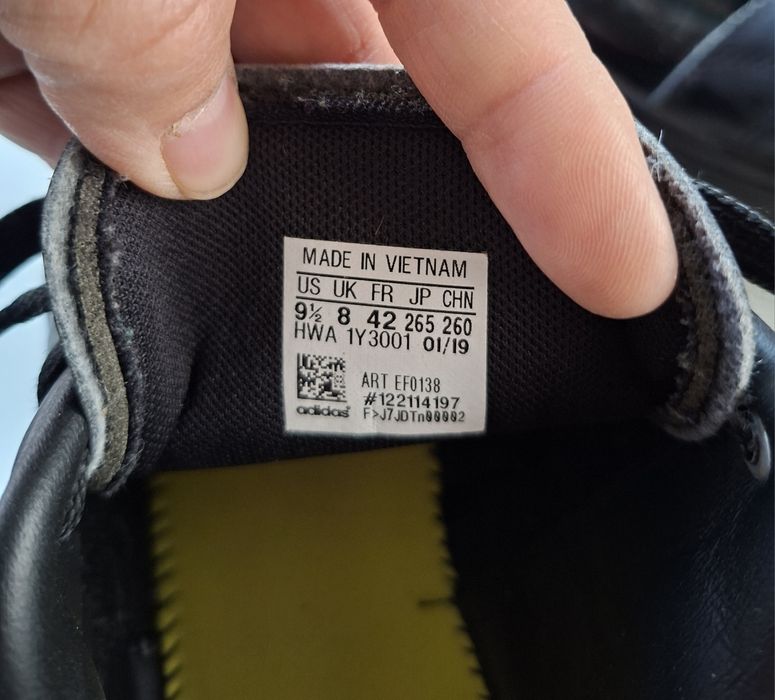 MADE IN VIETNAM
US UK FR JP CHN
9½ 8 42 265 260
HWA 1Y3001 01/19
ART EF0138
#122114197
F>J7JDTn00002
adidas